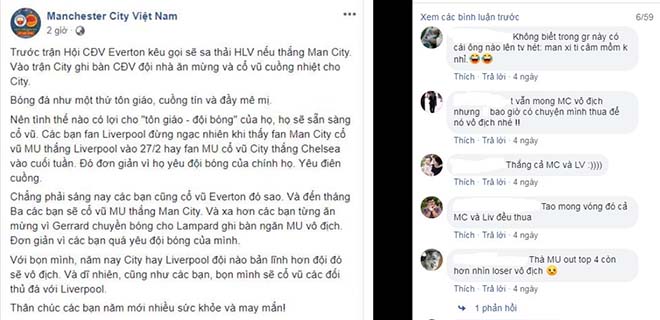 Manchester City Việt Nam
2 giờ ·
Trước trận Hội CĐV Everton kêu gọi sẽ sa thải HLV nếu thắng Man City.
Vào trận City ghi bàn CĐV đội nhà ăn mừng và cổ vũ cuồng nhiệt cho
City.
Bóng đá như một thứ tôn giáo, cuồng tín và đầy mê mị.
Nên tình thế nào có lợi cho "tôn giáo - đội bóng" của họ, họ sẽ sẵn sàng
cổ vũ. Các bạn fan Liverpool đừng ngạc nhiên khi thấy fan Man City cổ
vũ MU thắng Liverpool vào 27/2 hay fan MU cổ vũ City thắng Chelsea
vào cuối tuần. Đó đơn giản vì họ yêu đội bóng của chính họ. Yêu điên
cuồng.
Chẳng phải sáng nay các bạn cũng cổ vũ Everton đó sao. Và đến tháng
Ba các bạn sẽ cổ vũ MU thắng Man City. Và xa hơn các bạn từng ăn
mừng vì Gerrard chuyền bóng cho Lampard ghi bàn ngăn MU vô địch.
Đơn giản vì các bạn quá yêu đội bóng của mình.
Với bọn mình, năm nay City hay Liverpool đội nào bản lĩnh hơn đội đó
sẽ vô địch. Và dĩ nhiên, cũng như các bạn, bọn mình sẽ cổ vũ các đối
thủ đá với Liverpool.
Thân chúc các bạn năm mới nhiều sức khỏe và may mắn!
Xem các bình luận trước 6/59
Không biết trong gr này có
cái ông nào lên tv hét: man xi ti câm mồm k
nhỉ.
Thích · Trả lời · 4 ngày
t vẫn mong MC vô địch
nhưng bao giờ có chuyện mình thua để
nó vô địch nhé !!
Thích · Trả lời · 4 ngày
Thắng cả MC và LV :))))
Thích · Trả lời · 4 ngày
Tao mong vòng đó cả
MC và Liv đều thua
Thích · Trả lời · 4 ngày
Thà MU out top 4 còn
hơn nhìn loser vô địch
Thích · Trả lời · 4 ngày
1 phản hồi